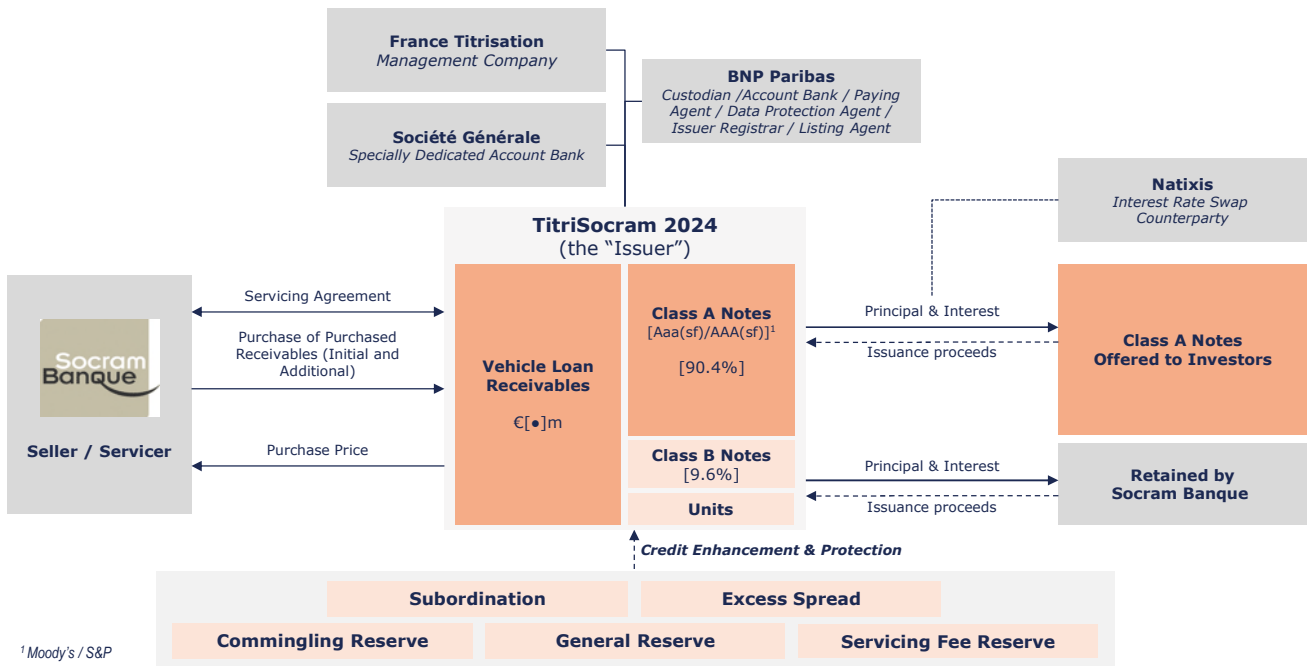 France Titrisation
Management Company
BNP Paribas
Custodian /Account Bank / Paying
Agent / Data Protection Agent /
Issuer Registrar / Listing Agent
Société Générale
Specially Dedicated Account Bank
Natixis
Interest Rate Swap
Counterparty
TitriSocram 2024
(the “Issuer”)
Socram
Banque
Seller / Servicer
Servicing Agreement
Purchase of Purchased
Receivables (Initial and
Additional)
Purchase Price
Vehicle Loan
Receivables
€[●]m
Class A Notes
[Aaa(sf)/AAA(sf)]¹
[90.4%]
Class B Notes
[9.6%]
Units
Principal & Interest
Issuance proceeds
Class A Notes
Offered to Investors
Principal & Interest
Issuance proceeds
Retained by
Socram Banque
Credit Enhancement & Protection
Subordination
Excess Spread
Commingling Reserve
General Reserve
Servicing Fee Reserve
¹ Moody’s / S&P